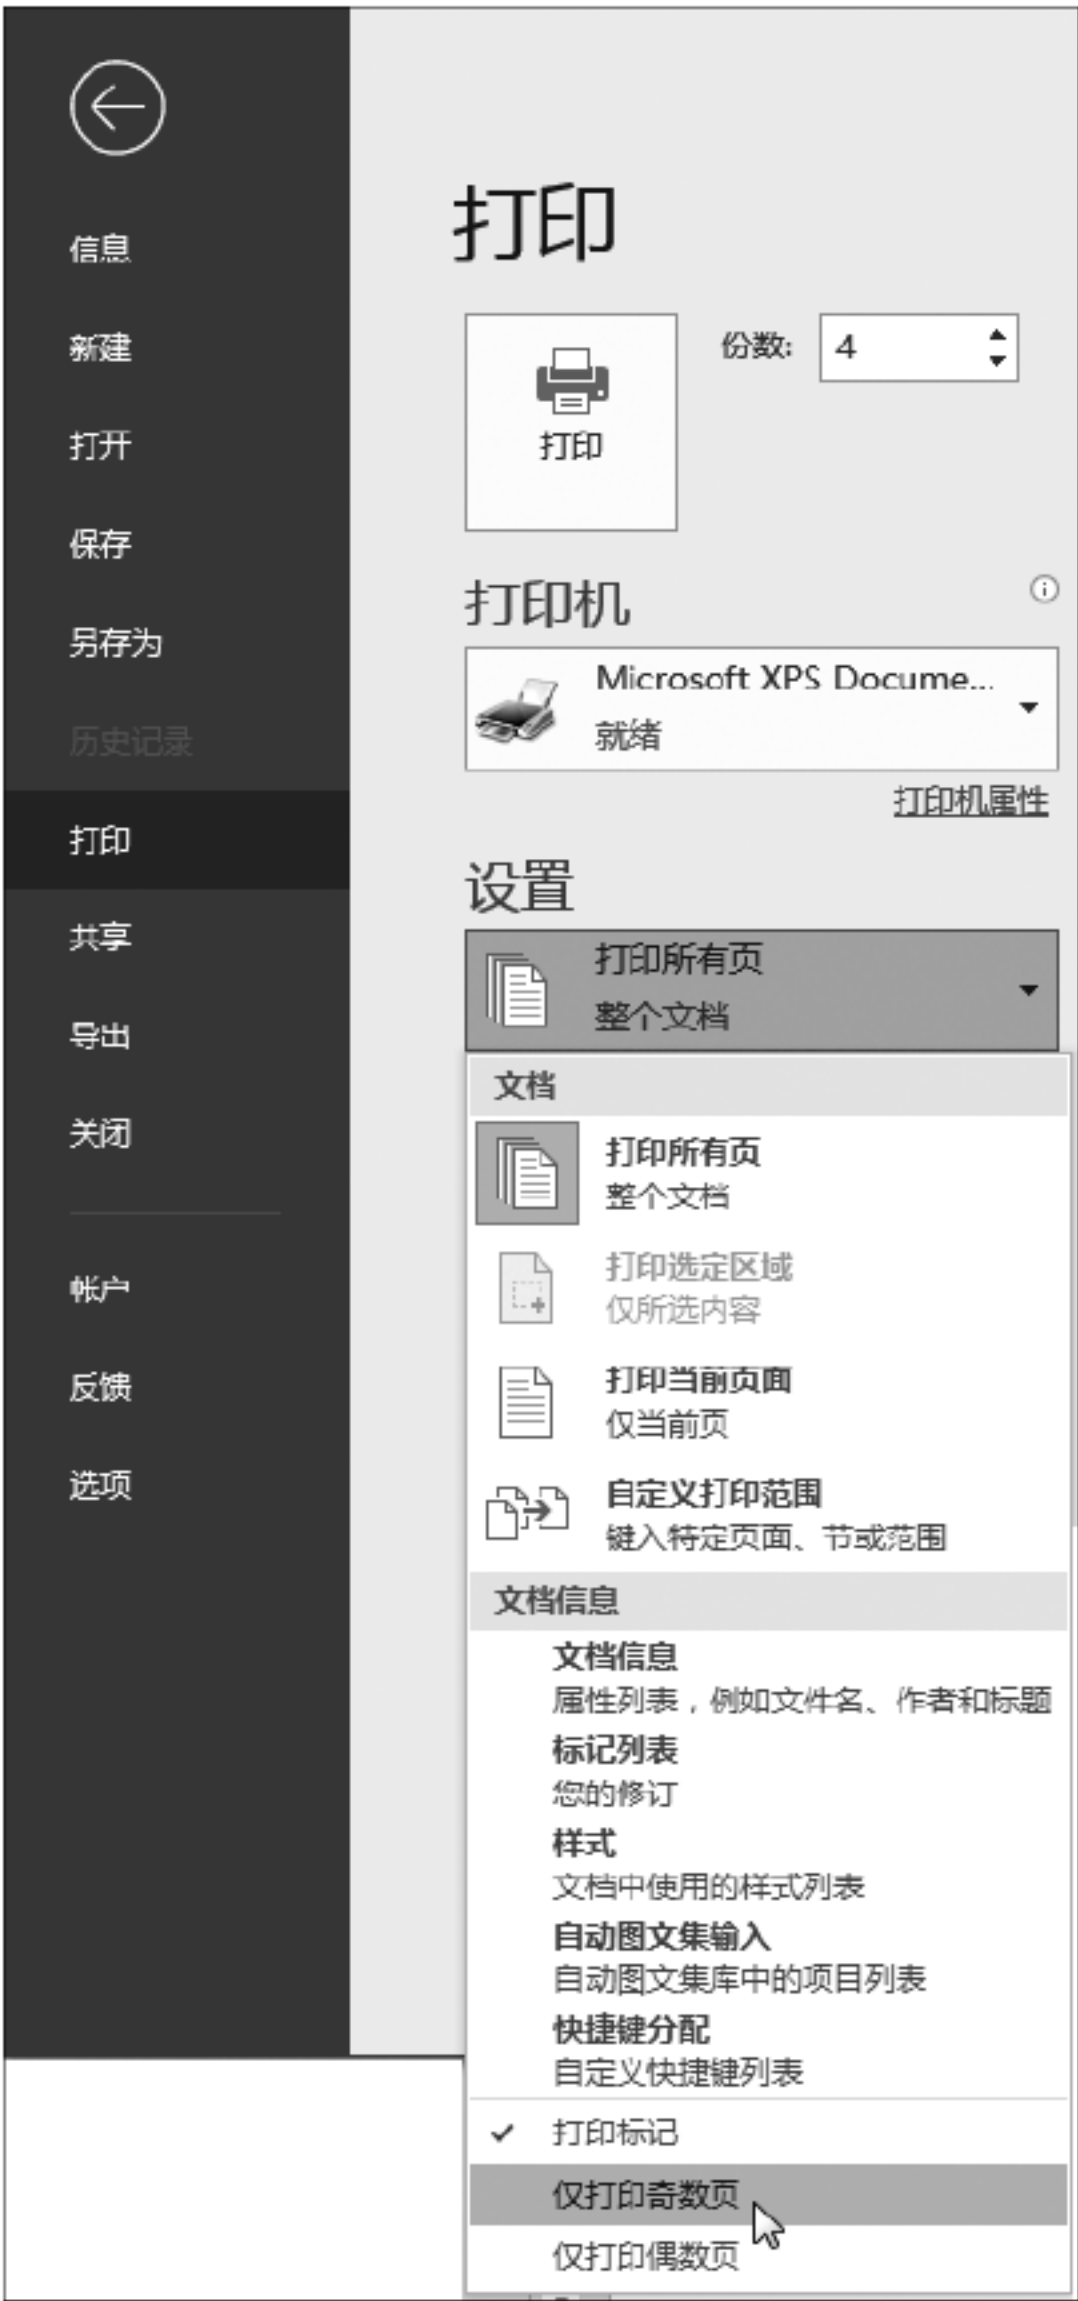 信息
新建
打开
保存
另存为
历史记录
打印
共享
导出
关闭
帐户
反馈
选项
打印
打印
份数: 4
打印机
Microsoft XPS Docume...
就绪
打印机属性
设置
打印所有页
整个文档
文档
打印所有页
整个文档
打印选定区域
仅所选内容
打印当前页面
仅当前页
自定义打印范围
键入特定页面、节或范围
文档信息
文档信息
属性列表，例如文件名、作者和标题
标记列表
您的修订
样式
文档中使用的样式列表
自动图文集输入
自动图文集库中的项目列表
快捷键分配
自定义快捷键列表
打印标记
仅打印奇数页
仅打印偶数页